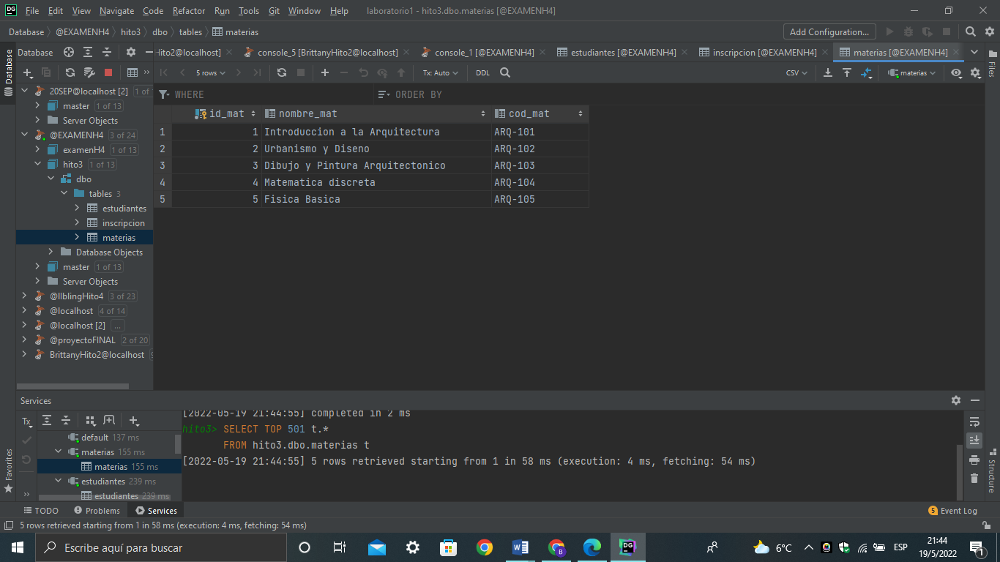 DG File Edit View Navigate Code Refactor Run Tools Git Window Help laboratorio1 - hito3.dbo.materias [@EXAMENH4]
Database @EXAMENH4 hito3 dbo tables materias Add Configuration...
Database Hito2@localhost] console_5 [BrittanyHito2@localhost] console_1 [@EXAMENH4] estudiantes [@EXAMENH4] inscripcion [@EXAMENH4] materias [@EXAMENH4]
5 rows Tx: Auto DDL CSV materias
Database
Files
WHERE ORDER BY
20SEP@localhost [2] 1 of
master 1 of 13
Server Objects
@EXAMENH4 3 of 24
examenH4 1 of 13
hito3 1 of 13
dbo
tables 3
estudiantes
inscripcion
materias
Database Objects
master 1 of 13
Server Objects
@IlblingHito4 3 of 23
@localhost 4 of 14
@localhost [2] ...
@proyectoFINAL 2 of 20
BrittanyHito2@localhost
id_mat nombre_mat cod_mat
1 1 Introduccion a la Arquitectura ARQ-101
2 2 Urbanismo y Diseno ARQ-102
3 3 Dibujo y Pintura Arquitectonico ARQ-103
4 4 Matematica discreta ARQ-104
5 5 Fisica Basica ARQ-105
Services
Tx
default 137 ms
materias 155 ms
materias 155 ms
estudiantes 239 ms
estudiantes 239 ms
[2022-05-19 21:44:55] completed in 2 ms
hito3> SELECT TOP 501 t.*
FROM hito3.dbo.materias t
[2022-05-19 21:44:55] 5 rows retrieved starting from 1 in 58 ms (execution: 4 ms, fetching: 54 ms)
Favorites
Structure
TODO Problems Services 5 Event Log
5 rows retrieved starting from 1 in 58 ms (execution: 4 ms, fetching: 54 ms)
Escribe aquí para buscar W B DG 6°C ESP 21:44
19/5/2022 1